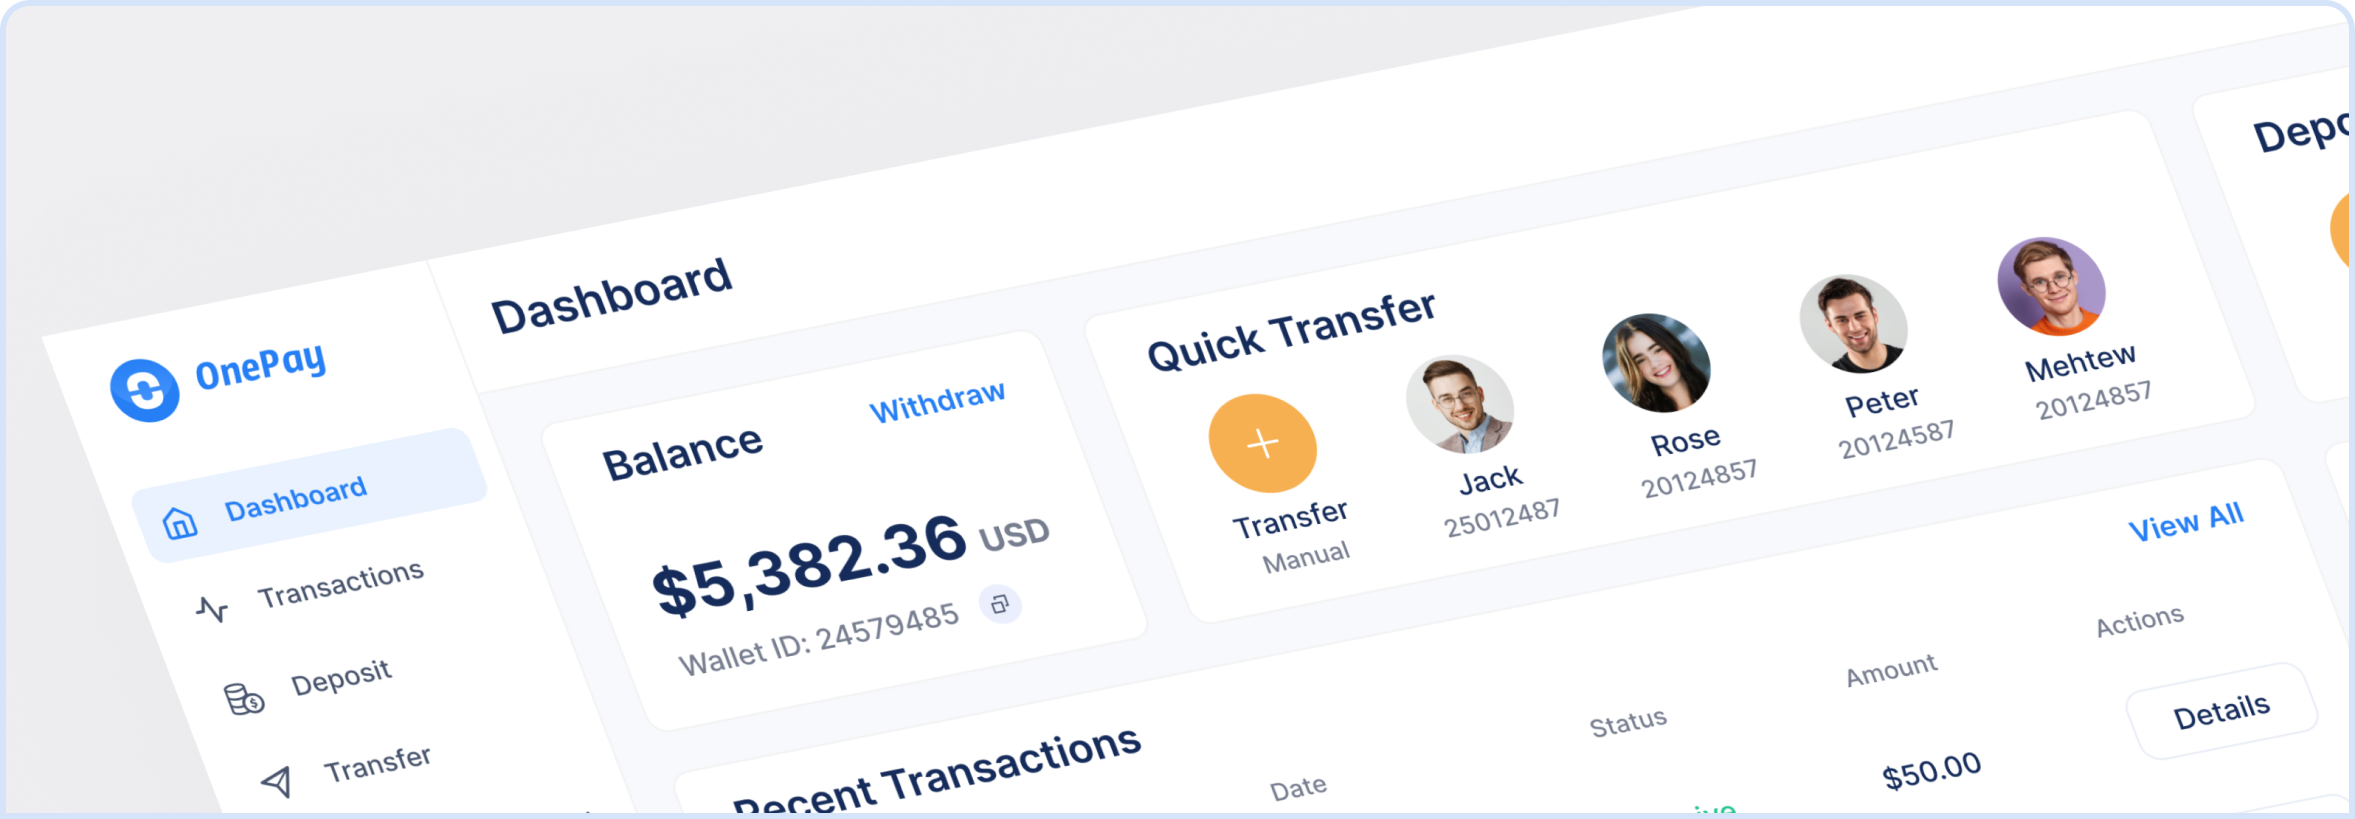 OnePay
Dashboard
Transactions
Deposit
Transfer
Dashboard
Balance
Withdraw
$5,382.36 USD
Wallet ID: 24579485
Quick Transfer
Transfer
Manual
Jack
25012487
Rose
20124857
Peter
20124587
Mehtew
20124857
Recent Transactions
View All
Date
Status
Amount
Actions
$50.00
Details